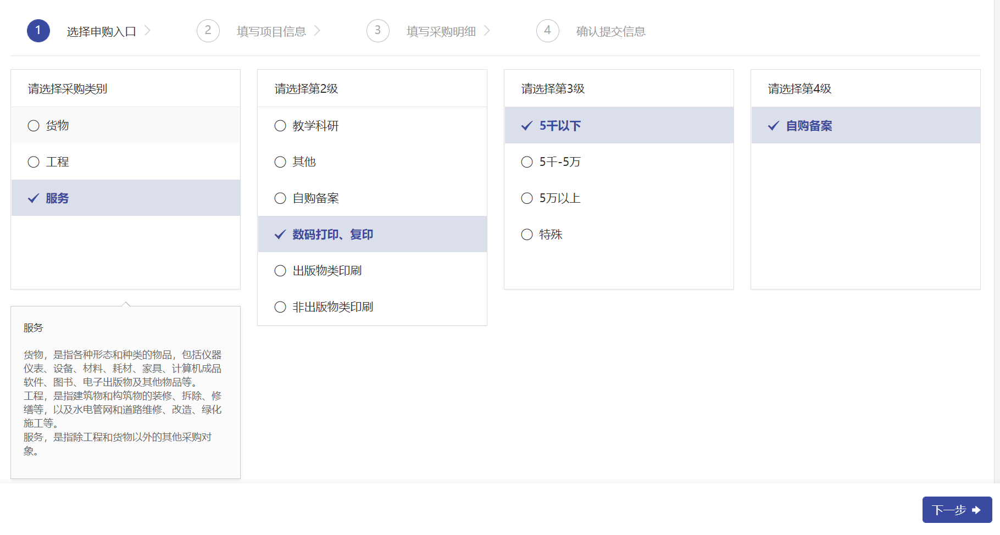 1 选择申购入口
2 填写项目信息
3 填写采购明细
4 确认提交信息
请选择采购类别
货物
工程
服务
请选择第2级
教学科研
其他
自购备案
数码打印、复印
出版物类印刷
非出版物类印刷
请选择第3级
5千以下
5千-5万
5万以上
特殊
请选择第4级
自购备案
服务
货物，是指各种形态和种类的物品，包括仪器
仪表、设备、材料、耗材、家具、计算机成品
软件、图书、电子出版物及其他物品等。
工程，是指建筑物和构筑物的装修、拆除、修
缮等，以及水电管网和道路维修、改造、绿化
施工等。
服务，是指除工程和货物以外的其他采购对
象。
下一步